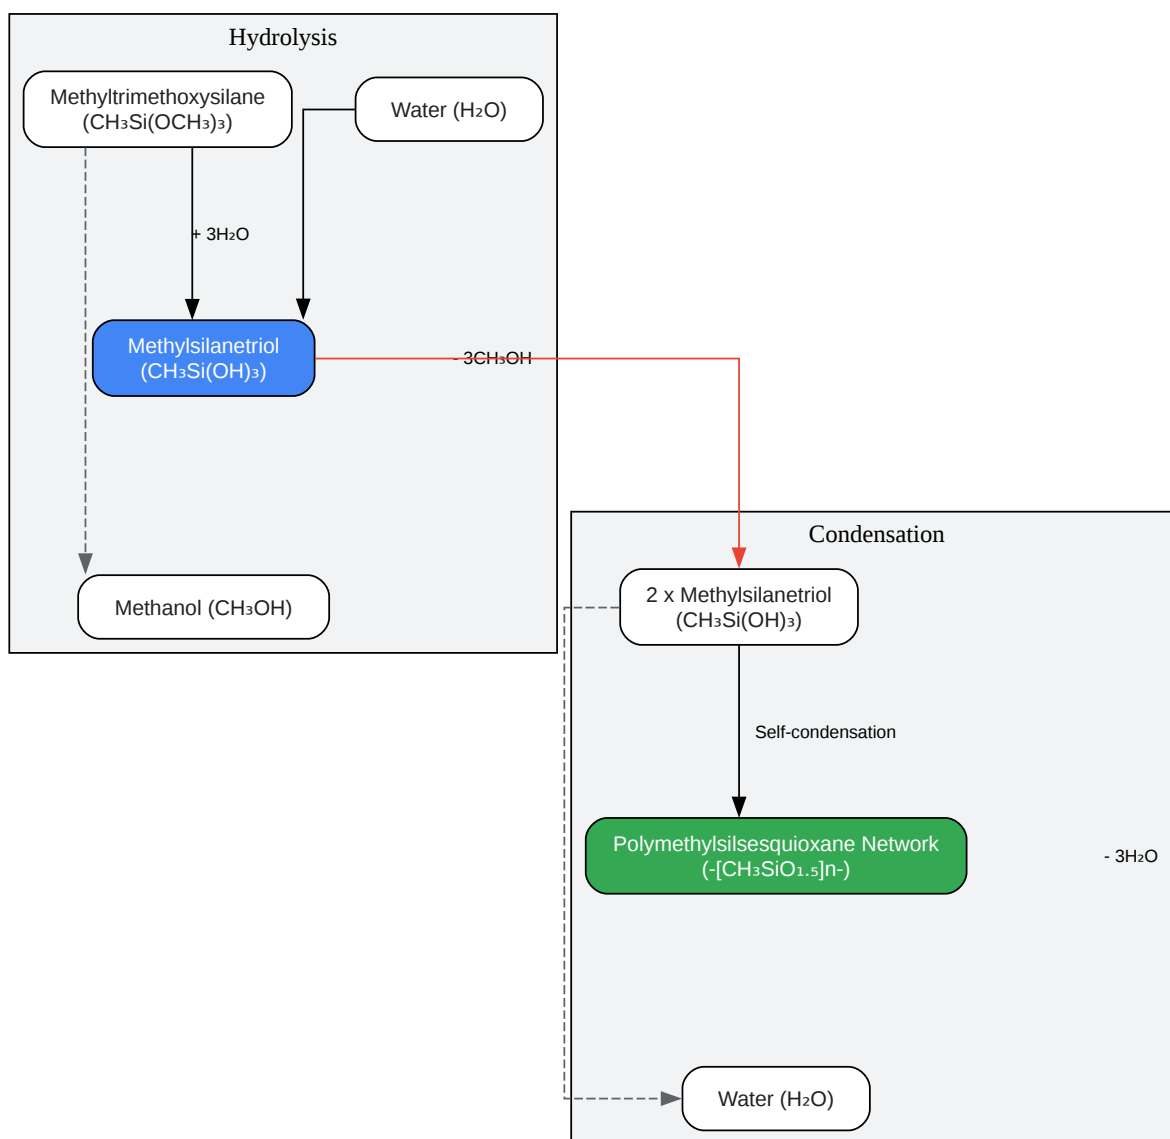 Hydrolysis
Methyltrimethoxysilane
(CH₃Si(OCH₃)₃)
Water (H₂O)
+ 3H₂O
Methylsilanetriol
(CH₃Si(OH)₃)
- 3CH₃OH
Methanol (CH₃OH)
Condensation
2 x Methylsilanetriol
(CH₃Si(OH)₃)
Self-condensation
Polymethylsilsesquioxane Network
(-[CH₃SiO₁.₅]n-)
- 3H₂O
Water (H₂O)